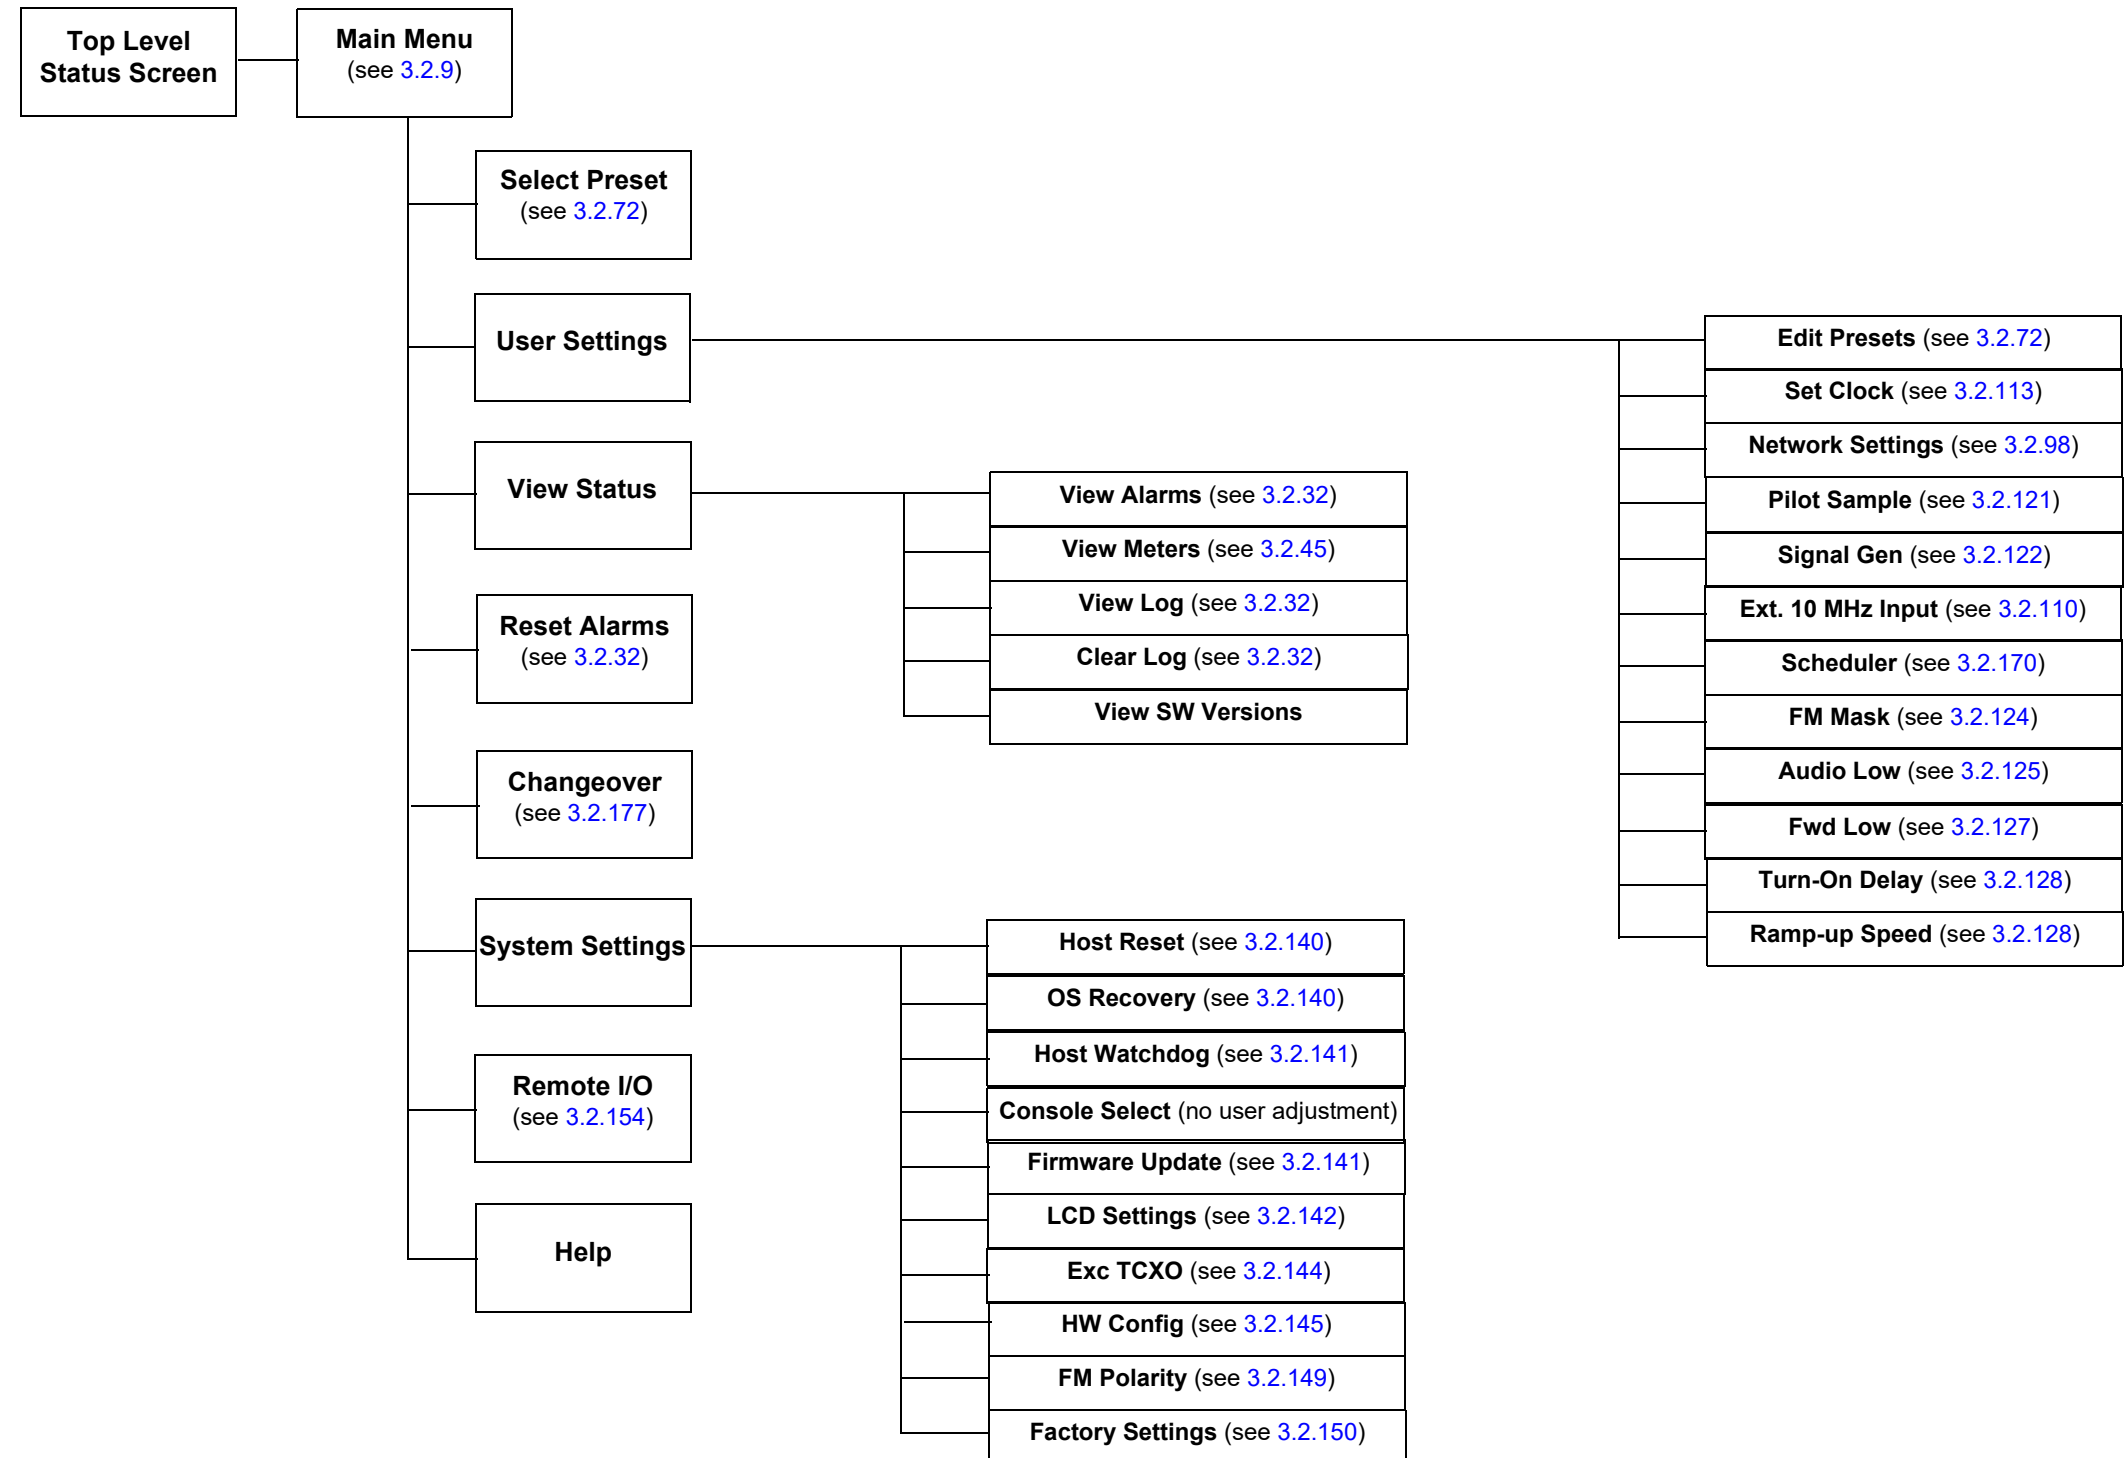 Top Level
Status Screen
Main Menu
(see 3.2.9)
Select Preset
(see 3.2.72)
User Settings
Edit Presets (see 3.2.72)
Set Clock (see 3.2.113)
Network Settings (see 3.2.98)
Pilot Sample (see 3.2.121)
Signal Gen (see 3.2.122)
Ext. 10 MHz Input (see 3.2.110)
Scheduler (see 3.2.170)
FM Mask (see 3.2.124)
Audio Low (see 3.2.125)
Fwd Low (see 3.2.127)
Turn-On Delay (see 3.2.128)
Ramp-up Speed (see 3.2.128)
View Status
View Alarms (see 3.2.32)
View Meters (see 3.2.45)
View Log (see 3.2.32)
Clear Log (see 3.2.32)
View SW Versions
Reset Alarms
(see 3.2.32)
Changeover
(see 3.2.177)
System Settings
Host Reset (see 3.2.140)
OS Recovery (see 3.2.140)
Host Watchdog (see 3.2.141)
Console Select (no user adjustment)
Firmware Update (see 3.2.141)
LCD Settings (see 3.2.142)
Exc TCXO (see 3.2.144)
HW Config (see 3.2.145)
FM Polarity (see 3.2.149)
Factory Settings (see 3.2.150)
Remote I/O
(see 3.2.154)
Help